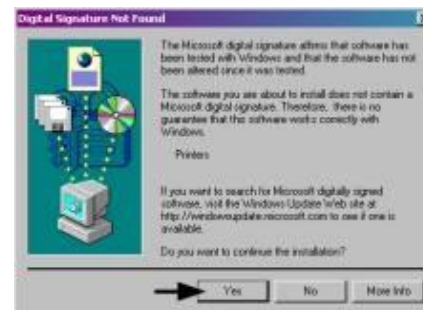 Digital Signature Not Found
The Microsoft digital signature affirms that software has
been tested with Windows and that the software has not
been altered since it was tested.
The software you are about to install does not contain a
Microsoft digital signature. Therefore, there is no
guarantee that this software works correctly with
Windows.
Printers
If you want to search for Microsoft digitally signed
software, visit the Windows Update Web site at
http://windowsupdate.microsoft.com to see if one is
available.
Do you want to continue the installation?
Yes
No
More Info